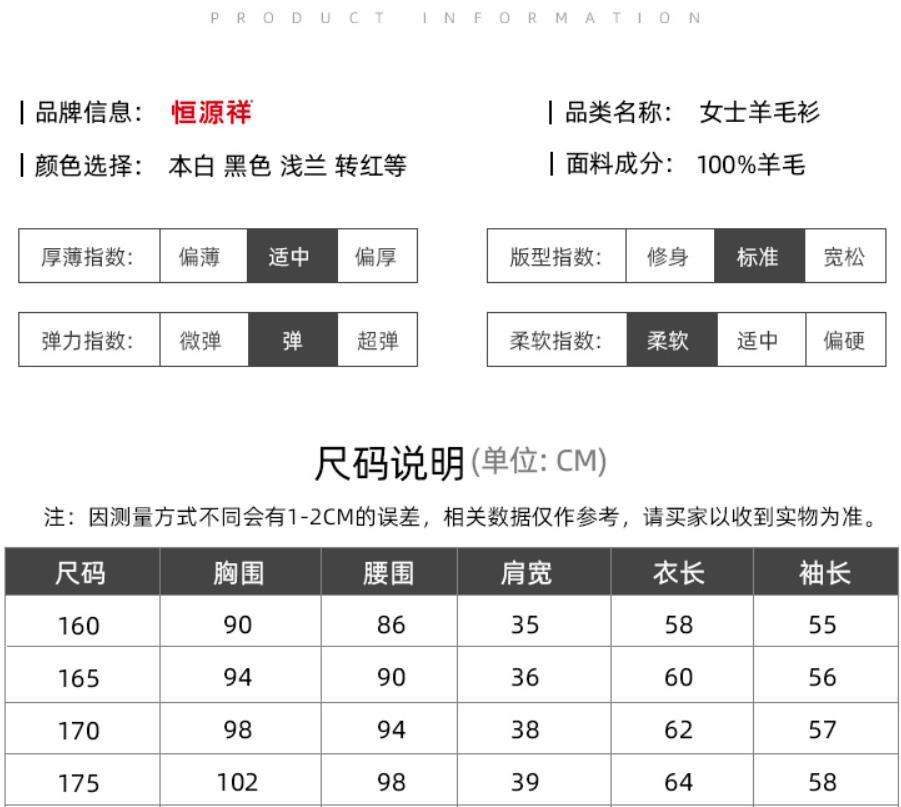 PRODUCT INFORMATION
品牌信息： 恒源祥 品类名称： 女士羊毛衫
颜色选择： 本白 黑色 浅兰 转红等 面料成分： 100%羊毛
厚薄指数： 偏薄 适中 偏厚 版型指数： 修身 标准 宽松
弹力指数： 微弹 弹 超弹 柔软指数： 柔软 适中 偏硬
尺码说明(单位: CM)
注：因测量方式不同会有1-2CM的误差，相关数据仅作参考，请买家以收到实物为准。
尺码 胸围 腰围 肩宽 衣长 袖长
160 90 86 35 58 55
165 94 90 36 60 56
170 98 94 38 62 57
175 102 98 39 64 58